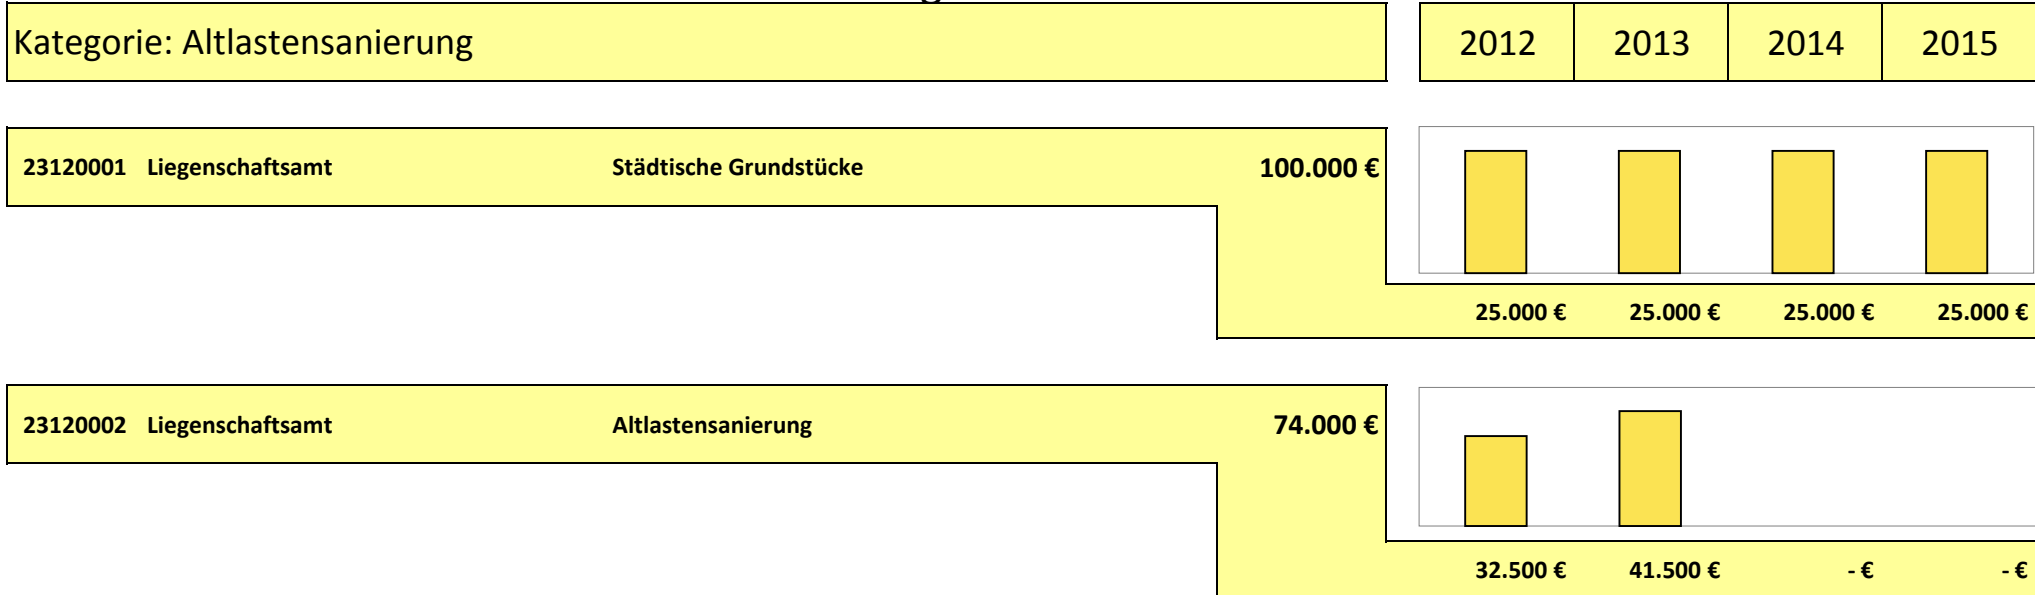 Kategorie: Altlastensanierung 2012 2013 2014 2015
23120001 Liegenschaftsamt Städtische Grundstücke 100.000 €
25.000 € 25.000 € 25.000 € 25.000 €
23120002 Liegenschaftsamt Altlastensanierung 74.000 €
32.500 € 41.500 € - € - €